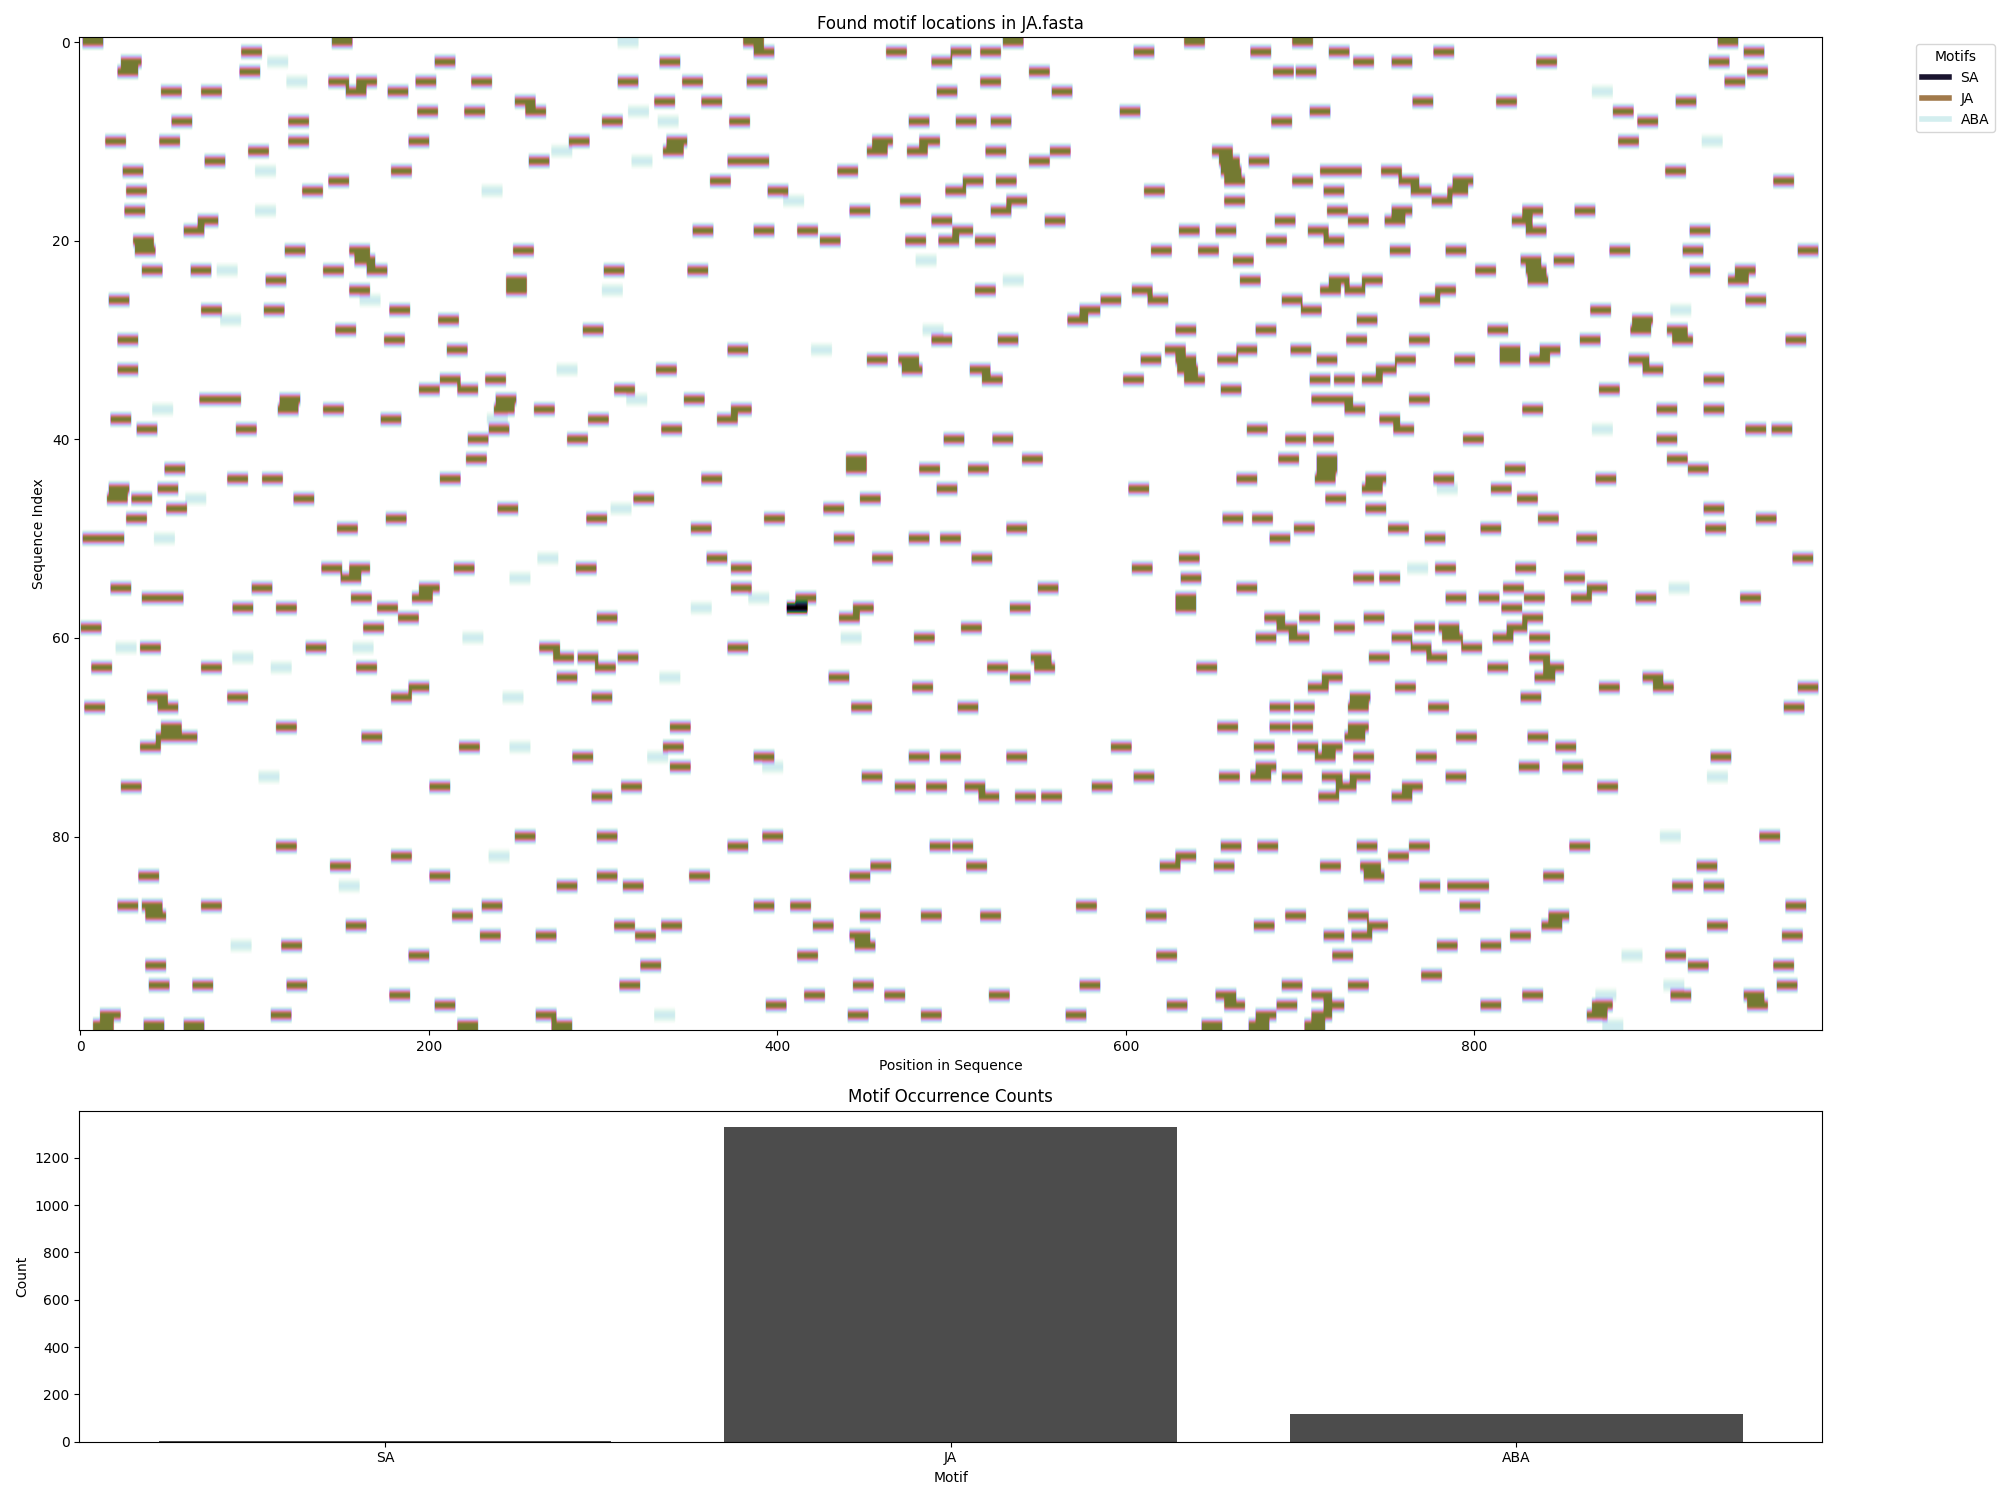 Found motif locations in JA.fasta
Motifs
SA
JA
ABA
0
20
40
60
80
Sequence Index
0 200 400 600 800
Position in Sequence
Motif Occurrence Counts
1200
1000
800
600
400
200
0
Count
SA JA ABA
Motif